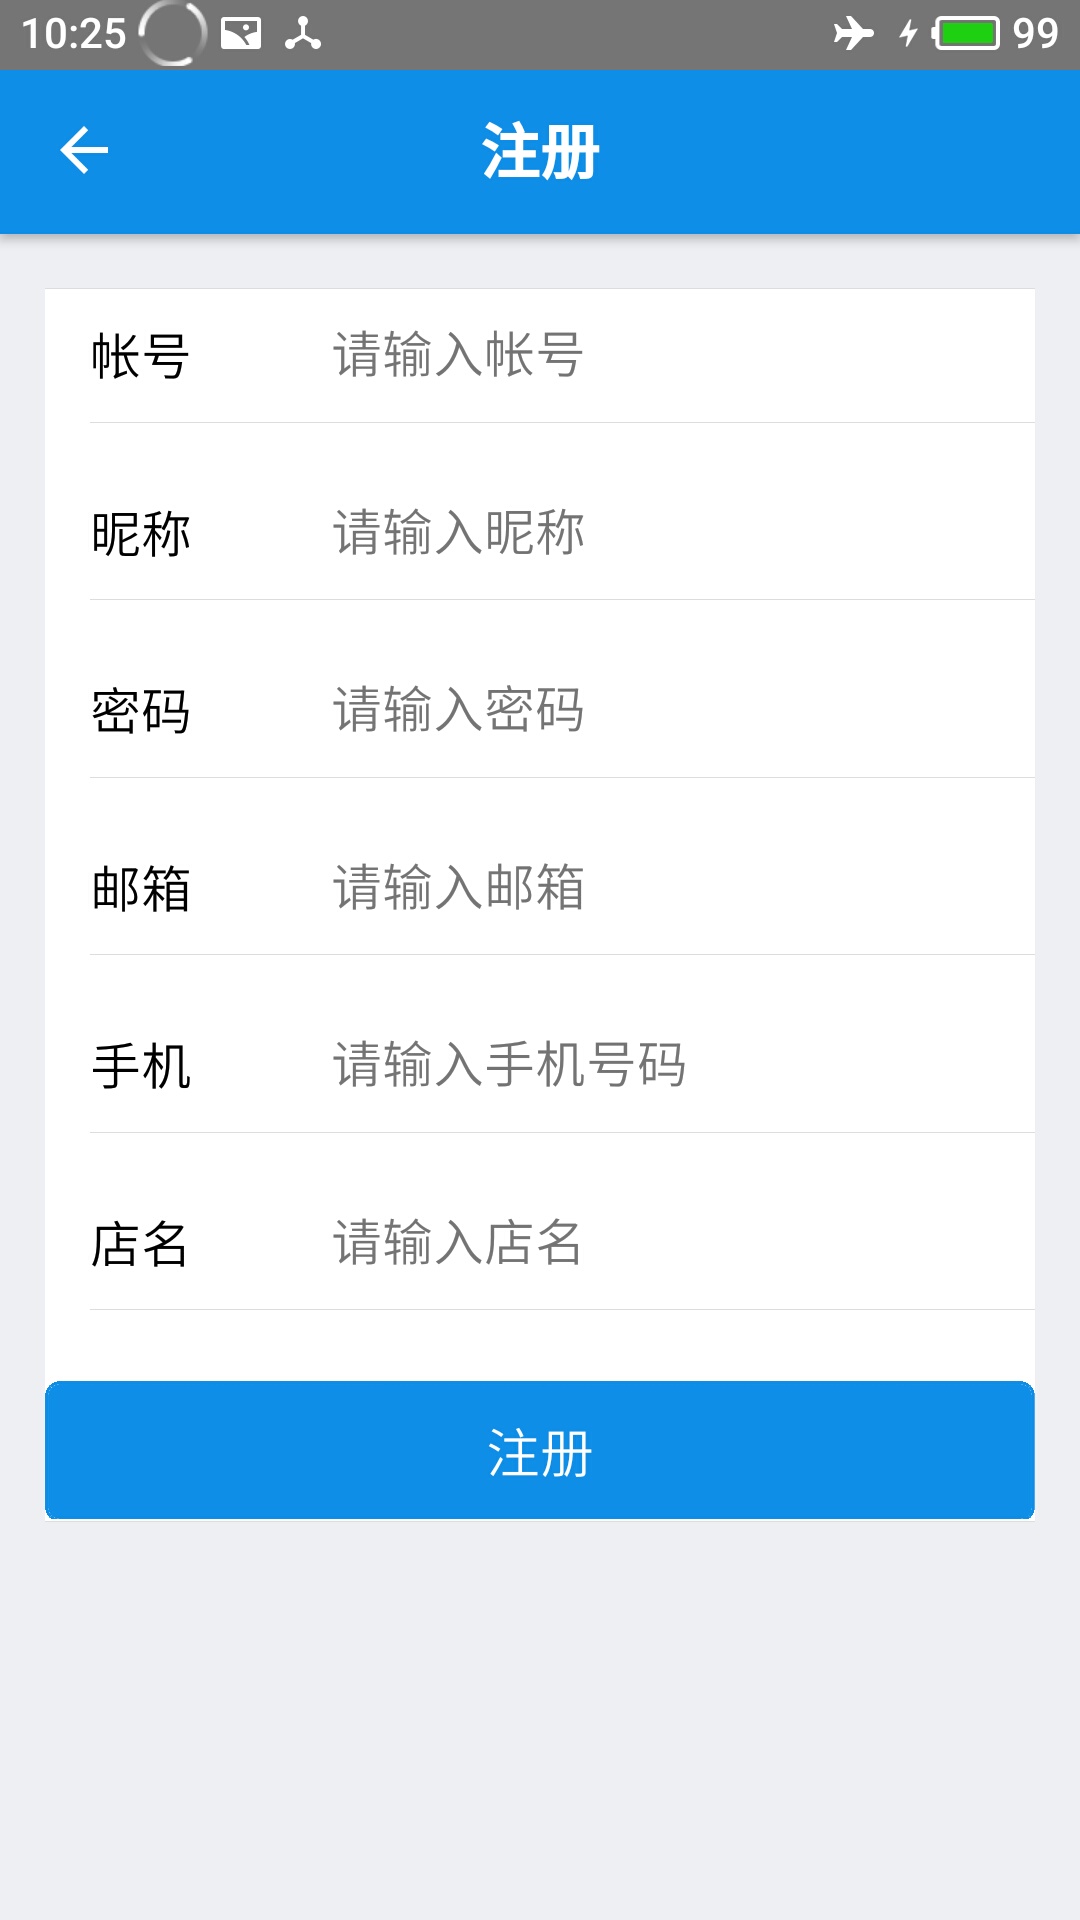 10:25 99
注册
帐号 请输入帐号
昵称 请输入昵称
密码 请输入密码
邮箱 请输入邮箱
手机 请输入手机号码
店名 请输入店名
注册